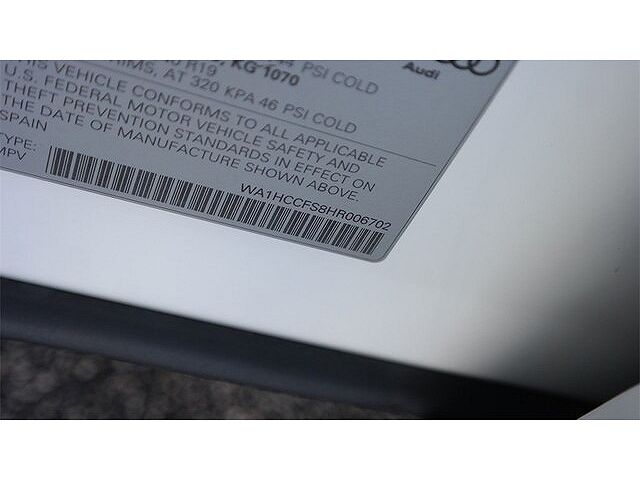 R19, KG 1070 PSI COLD
RIMS, AT 320 KPA 46 PSI COLD
Audi
THIS VEHICLE CONFORMS TO ALL APPLICABLE
U.S. FEDERAL MOTOR VEHICLE SAFETY AND
THEFT PREVENTION STANDARDS IN EFFECT ON
THE DATE OF MANUFACTURE SHOWN ABOVE.
SPAIN
TYPE:
MPV
WA1HCCFS8HR006702